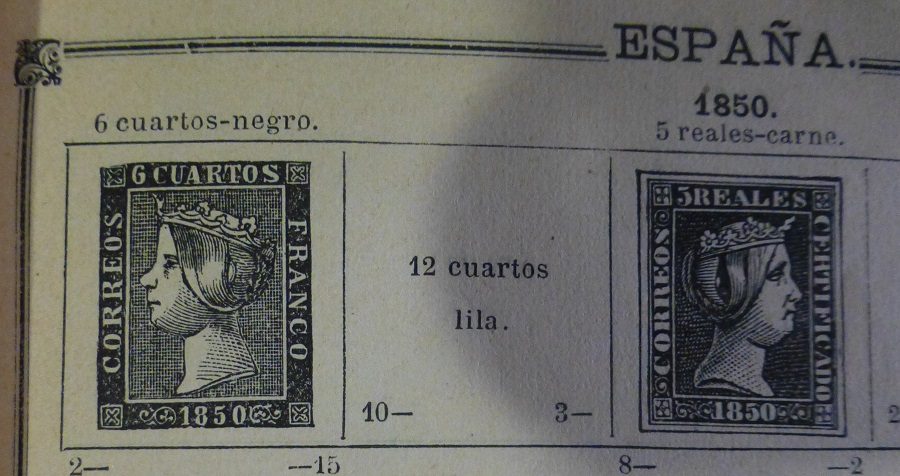 ESPAÑA.
1850.
6 cuartos-negro.
5 reales-carne.
6 CUARTOS
CORREOS
FRANCO
1850
12 cuartos
lila.
5 REALES
CORREOS
CERTIFICADO
1850
10—
3—
2—
—15
8—
-2
2